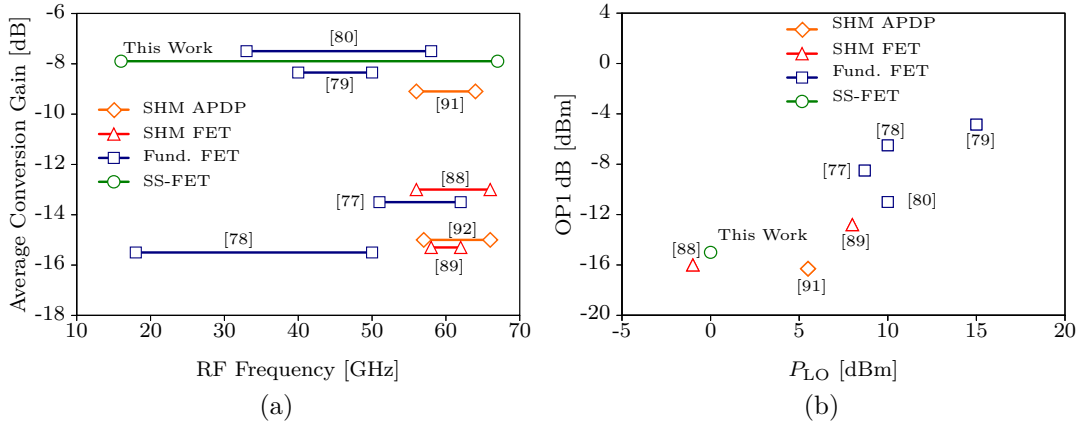 -6
-8
-10
-12
-14
-16
-18
10
20
30
40
50
60
70
Average Conversion Gain [dB]
RF Frequency [GHz]
This Work
[80]
[79]
[91]
SHM APDP
SHM FET
Fund. FET
SS-FET
[88]
[77]
[78]
[92]
[89]
(a)
4
0
-4
-8
-12
-16
-20
-5
0
5
10
15
20
OP1 dB [dBm]
P_LO [dBm]
SHM APDP
SHM FET
Fund. FET
SS-FET
[78]
[79]
[77]
[80]
This Work
[89]
[88]
[91]
(b)